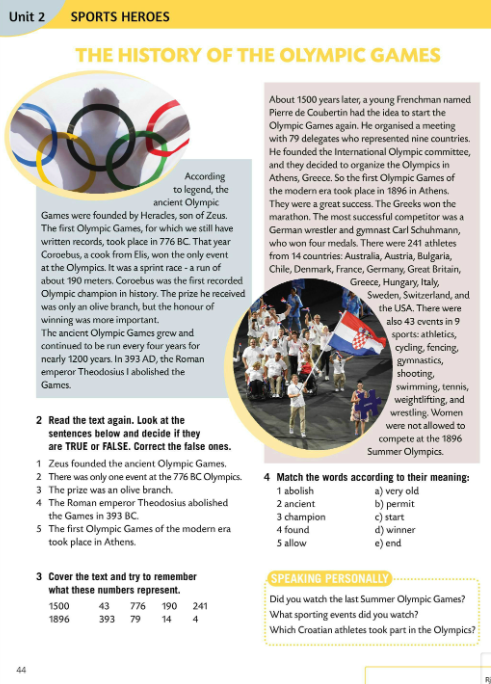 Unit 2 SPORTS HEROES
THE HISTORY OF THE OLYMPIC GAMES
According
to legend, the
ancient Olympic
Games were founded by Heracles, son of Zeus.
The first Olympic Games, for which we still have
written records, took place in 776 BC. That year
Coroebus, a cook from Elis, won the only event
at the Olympics. It was a sprint race - a run of
about 190 meters. Coroebus was the first recorded
Olympic champion in history. The prize he received
was only an olive branch, but the honour of
winning was more important.
The ancient Olympic Games grew and
continued to be run every four years for
nearly 1200 years. In 393 AD, the Roman
emperor Theodosius I abolished the
Games.
About 1500 years later, a young Frenchman named
Pierre de Coubertin had the idea to start the
Olympic Games again. He organised a meeting
with 79 delegates who represented nine countries.
He founded the International Olympic committee,
and they decided to organize the Olympics in
Athens, Greece. So the first Olympic Games of
the modern era took place in 1896 in Athens.
They were a great success. The Greeks won the
marathon. The most successful competitor was a
German wrestler and gymnast Carl Schuhmann,
who won four medals. There were 241 athletes
from 14 countries: Australia, Austria, Bulgaria,
Chile, Denmark, France, Germany, Great Britain,
Greece, Hungary, Italy,
Sweden, Switzerland, and
the USA. There were
also 43 events in 9
sports: athletics,
cycling, fencing,
gymnastics,
shooting,
swimming, tennis,
weightlifting, and
wrestling. Women
were not allowed to
compete at the 1896
Summer Olympics.
2 Read the text again. Look at the
sentences below and decide if they
are TRUE or FALSE. Correct the false ones.
1 Zeus founded the ancient Olympic Games.
2 There was only one event at the 776 BC Olympics.
3 The prize was an olive branch.
4 The Roman emperor Theodosius abolished
the Games in 393 BC.
5 The first Olympic Games of the modern era
took place in Athens.
3 Cover the text and try to remember
what these numbers represent.
1500 43 776 190 241
1896 393 79 14 4
4 Match the words according to their meaning:
1 abolish a) very old
2 ancient b) permit
3 champion c) start
4 found d) winner
5 allow e) end
SPEAKING PERSONALLY
Did you watch the last Summer Olympic Games?
What sporting events did you watch?
Which Croatian athletes took part in the Olympics?
44